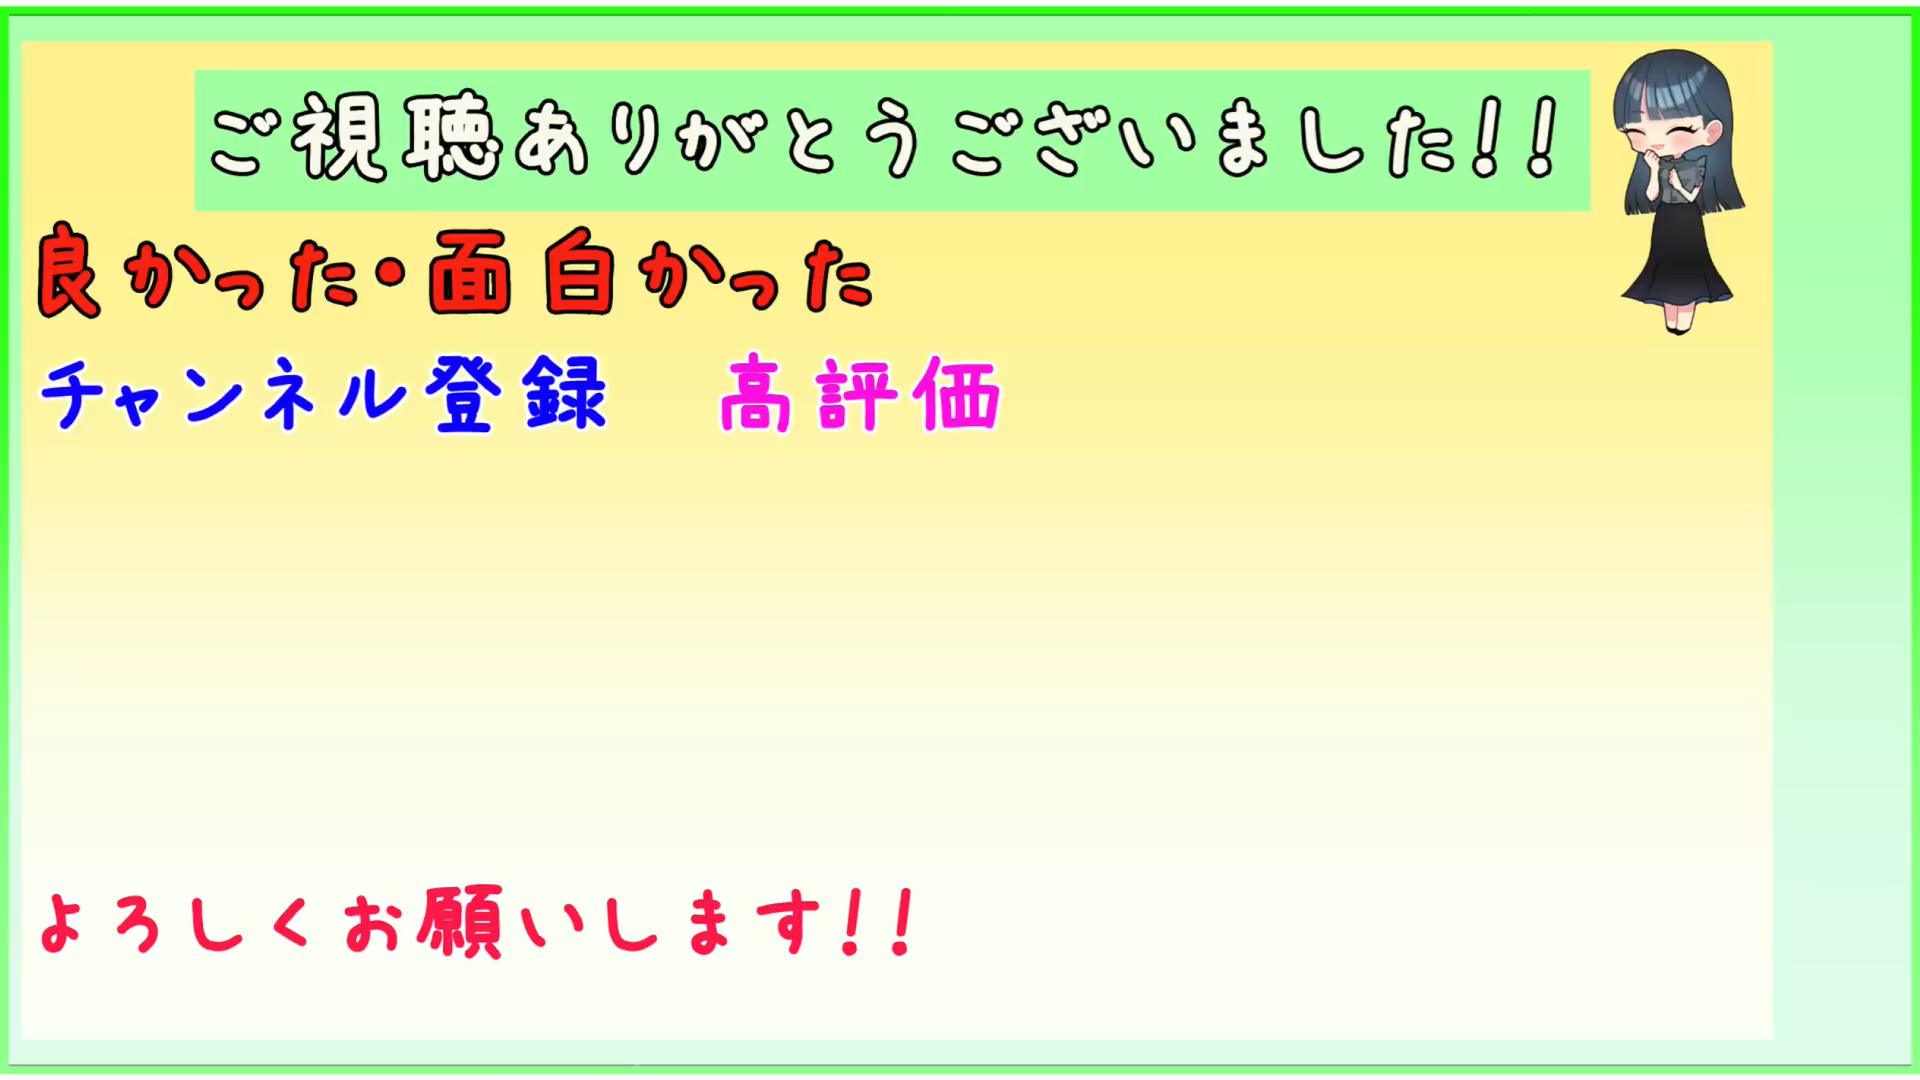 ご視聴ありがとうございました!!
良かった・面白かった
チャンネル登録　高評価
よろしくお願いします!!